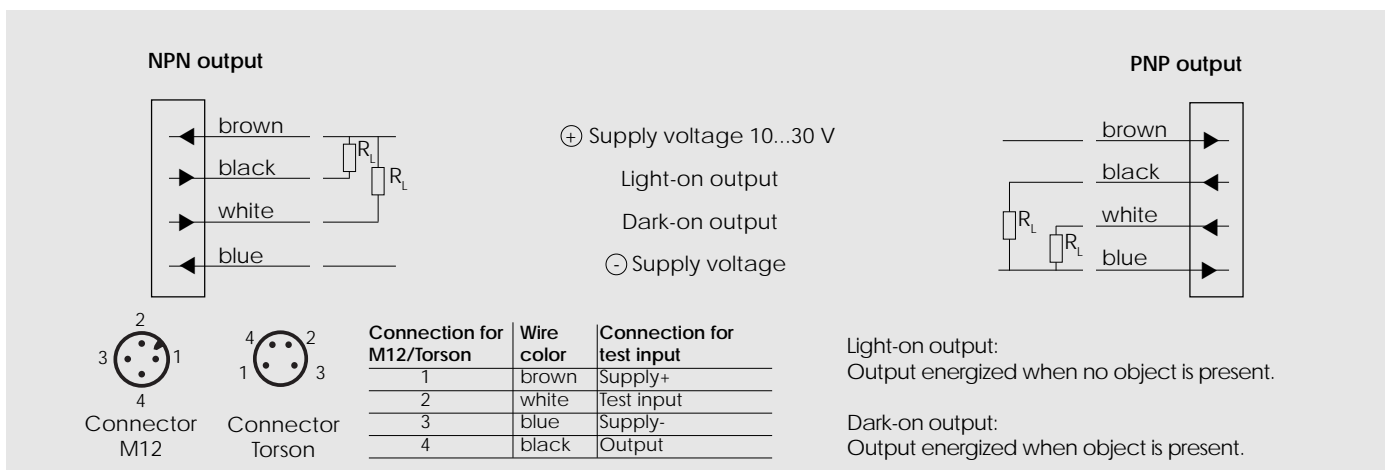 NPN output
PNP output
brown
black
white
blue
R_L
R_L
+ Supply voltage 10...30 V
Light-on output
Dark-on output
- Supply voltage
brown
black
white
blue
R_L
R_L
2
3
1
4
Connector
M12
4
2
1
3
Connector
Torson
Connection for M12/Torson | Wire color | Connection for test input
1 | brown | Supply+
2 | white | Test input
3 | blue | Supply-
4 | black | Output
Light-on output:
Output energized when no object is present.
Dark-on output:
Output energized when object is present.